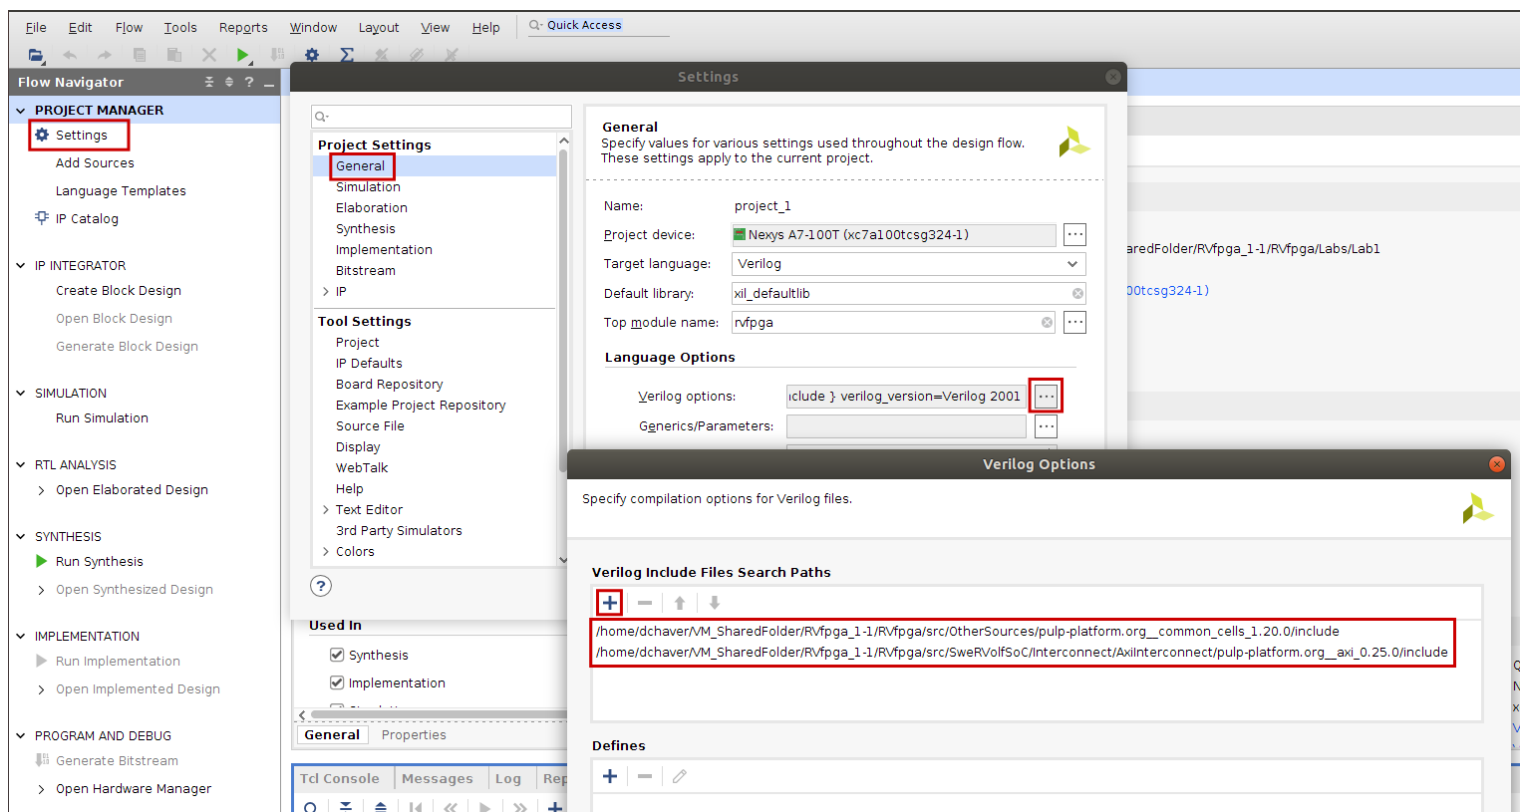 File Edit Flow Tools Reports Window Layout View Help Quick Access
Flow Navigator
PROJECT MANAGER
Settings
Add Sources
Language Templates
IP Catalog
IP INTEGRATOR
Create Block Design
Open Block Design
Generate Block Design
SIMULATION
Run Simulation
RTL ANALYSIS
Open Elaborated Design
SYNTHESIS
Run Synthesis
Open Synthesized Design
IMPLEMENTATION
Run Implementation
Open Implemented Design
PROGRAM AND DEBUG
Generate Bitstream
Open Hardware Manager
Settings
Project Settings
General
Simulation
Elaboration
Synthesis
Implementation
Bitstream
IP
Tool Settings
Project
IP Defaults
Board Repository
Example Project Repository
Source File
Display
WebTalk
Help
Text Editor
3rd Party Simulators
Colors
General
Specify values for various settings used throughout the design flow.
These settings apply to the current project.
Name: project_1
Project device: Nexys A7-100T (xc7a100tcsg324-1)
Target language: Verilog
Default library: xil_defaultlib
Top module name: rvfpga
Language Options
Verilog options: clude } verilog_version=Verilog 2001
Generics/Parameters:
aredFolder/RVfpga_1-1/RVfpga/Labs/Lab1
00tcsg324-1)
Used In
Synthesis
Implementation
General Properties
Tcl Console Messages Log Rep
Verilog Options
Specify compilation options for Verilog files.
Verilog Include Files Search Paths
/home/dchaver/VM_SharedFolder/RVfpga_1-1/RVfpga/src/OtherSources/pulp-platform.org__common_cells_1.20.0/include
/home/dchaver/VM_SharedFolder/RVfpga_1-1/RVfpga/src/SweRVolfSoC/Interconnect/AxiInterconnect/pulp-platform.org__axi_0.25.0/include
Defines